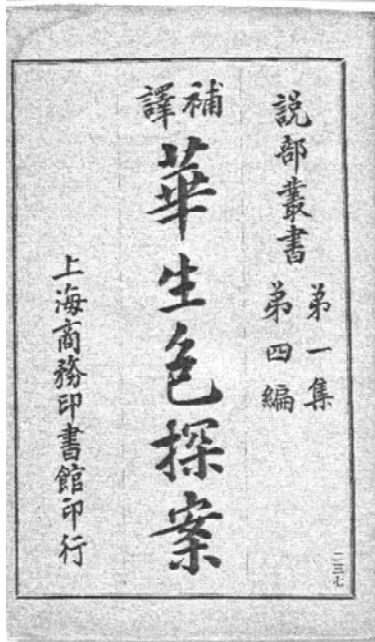 說部叢書
第一集
第四編
補譯
華生包探案
上海商務印書館印行
二三七